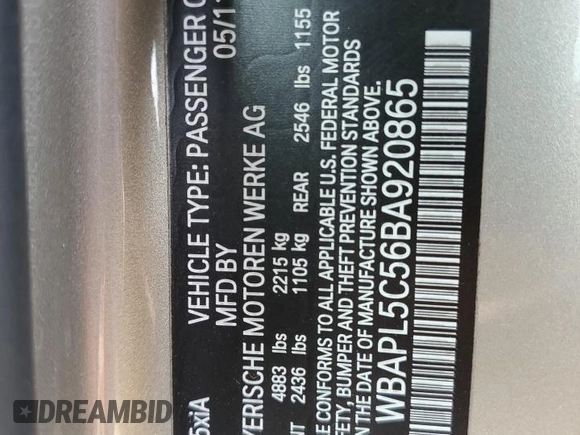 5xiA
VEHICLE TYPE: PASSENGER
MFD BY 05/11
MOTOREN WERKE AG
4883 lbs 2215 kg
2436 lbs 1105 kg REAR 2546 lbs 1155
CONFORMS TO ALL APPLICABLE U.S. FEDERAL MOTOR
BUMPER AND THEFT PREVENTION STANDARDS
THE DATE OF MANUFACTURE SHOWN ABOVE.
WBAPL5C56BA920865
DREAMBID